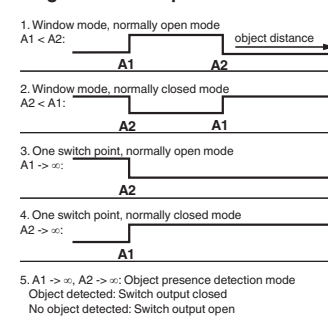 1. Window mode, normally open mode
A1 < A2:
object distance
A1 A2
2. Window mode, normally closed mode
A2 < A1:
A2 A1
3. One switch point, normally open mode
A1 -> ∞:
A2
4. One switch point, normally closed mode
A2 -> ∞:
A1
5. A1 -> ∞, A2 -> ∞: Object presence detection mode
Object detected: Switch output closed
No object detected: Switch output open